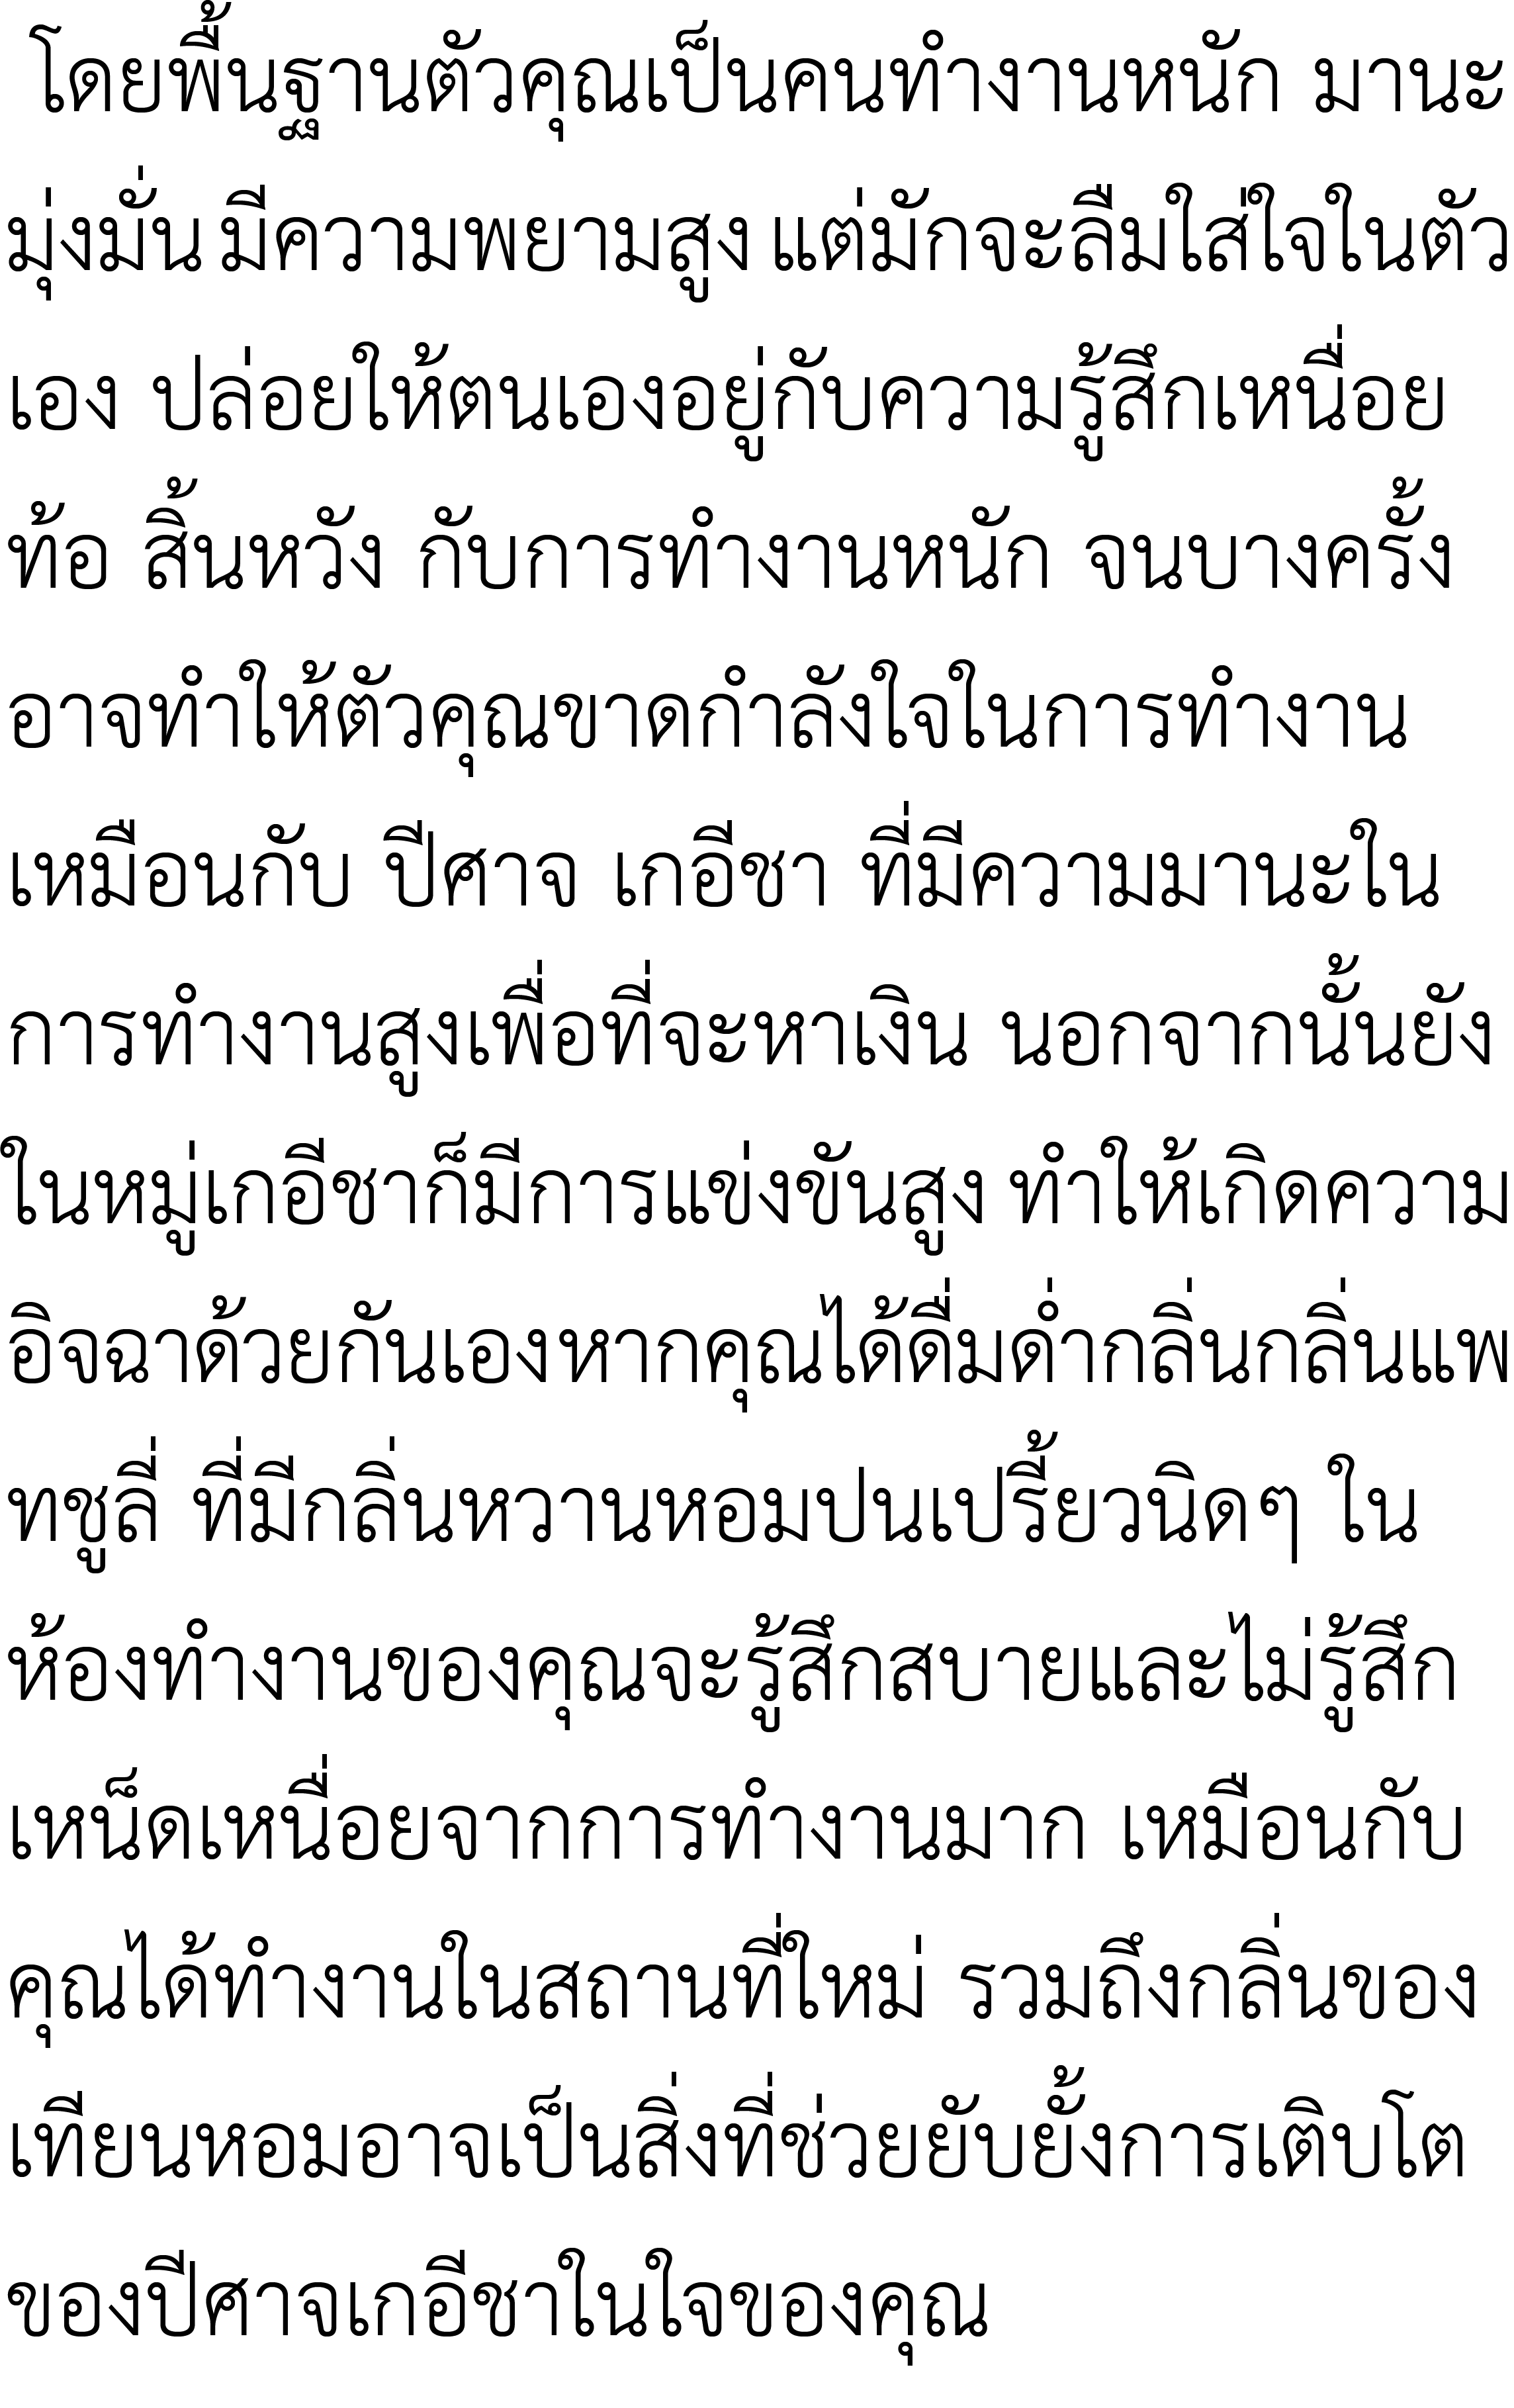 โดยพื้นฐานตัวคุณเป็นคนทำงานหนัก มานะ
มุ่งมั่น มีความพยามสูง แต่มักจะลืมใส่ใจในตัว
เอง ปล่อยให้ตนเองอยู่กับความรู้สึกเหนื่อย
ท้อ สิ้นหวัง กับการทำงานหนัก จนบางครั้ง
อาจทำให้ตัวคุณขาดกำลังใจในการทำงาน
เหมือนกับ ปีศาจ เกอีชา ที่มีความมานะใน
การทำงานสูงเพื่อที่จะหาเงิน นอกจากนั้นยัง
ในหมู่เกอีชาก็มีการแข่งขันสูง ทำให้เกิดความ
อิจฉาด้วยกันเองหากคุณได้ดื่มด่ำกลิ่นกลิ่นแพ
ทชูลี่ ที่มีกลิ่นหวานหอมปนเปรี้ยวนิดๆ ใน
ห้องทำงานของคุณจะรู้สึกสบายและไม่รู้สึก
เหน็ดเหนื่อยจากการทำงานมาก เหมือนกับ
คุณได้ทำงานในสถานที่ใหม่ รวมถึงกลิ่นของ
เทียนหอมอาจเป็นสิ่งที่ช่วยยับยั้งการเติบโต
ของปีศาจเกอีชาในใจของคุณ